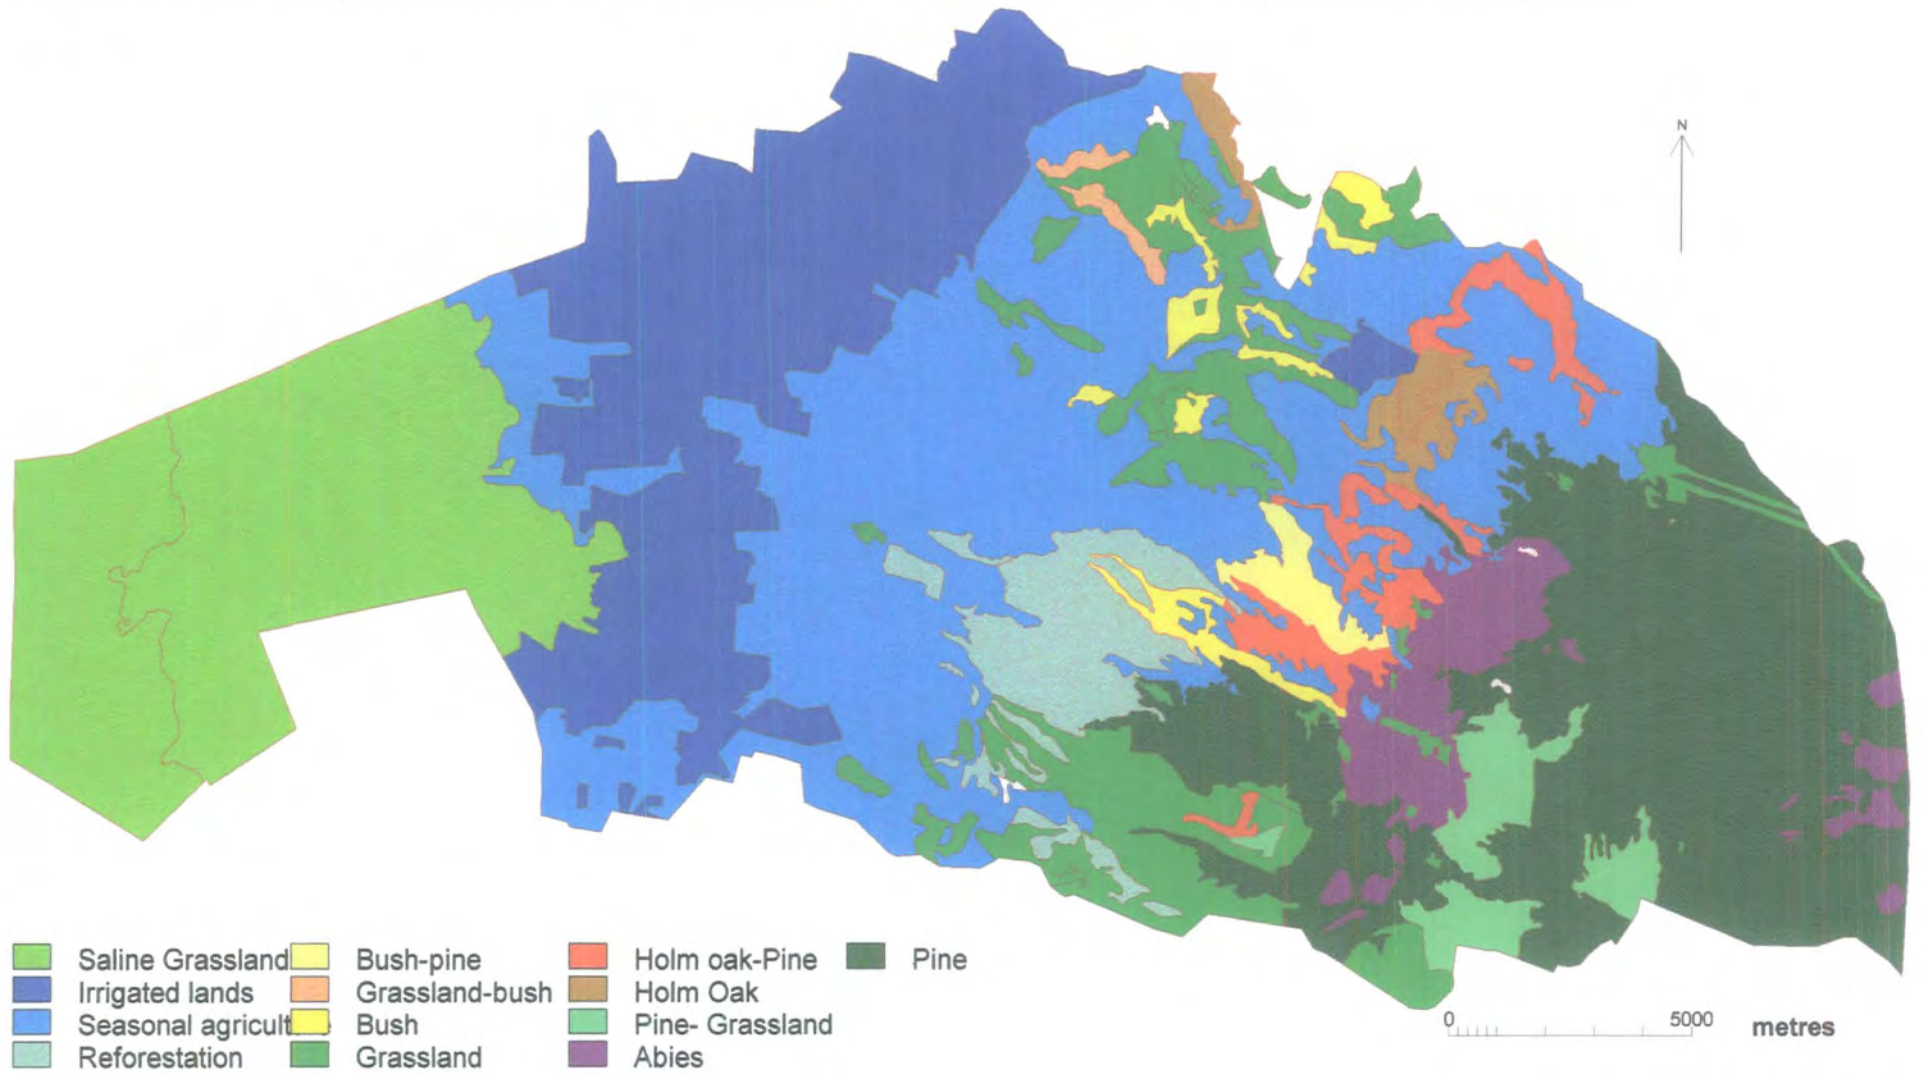 N
Saline Grassland Bush-pine Holm oak-Pine Pine
Irrigated lands Grassland-bush Holm Oak
Seasonal agricult e Bush Pine- Grassland
Reforestation Grassland Abies
0 5000 metres